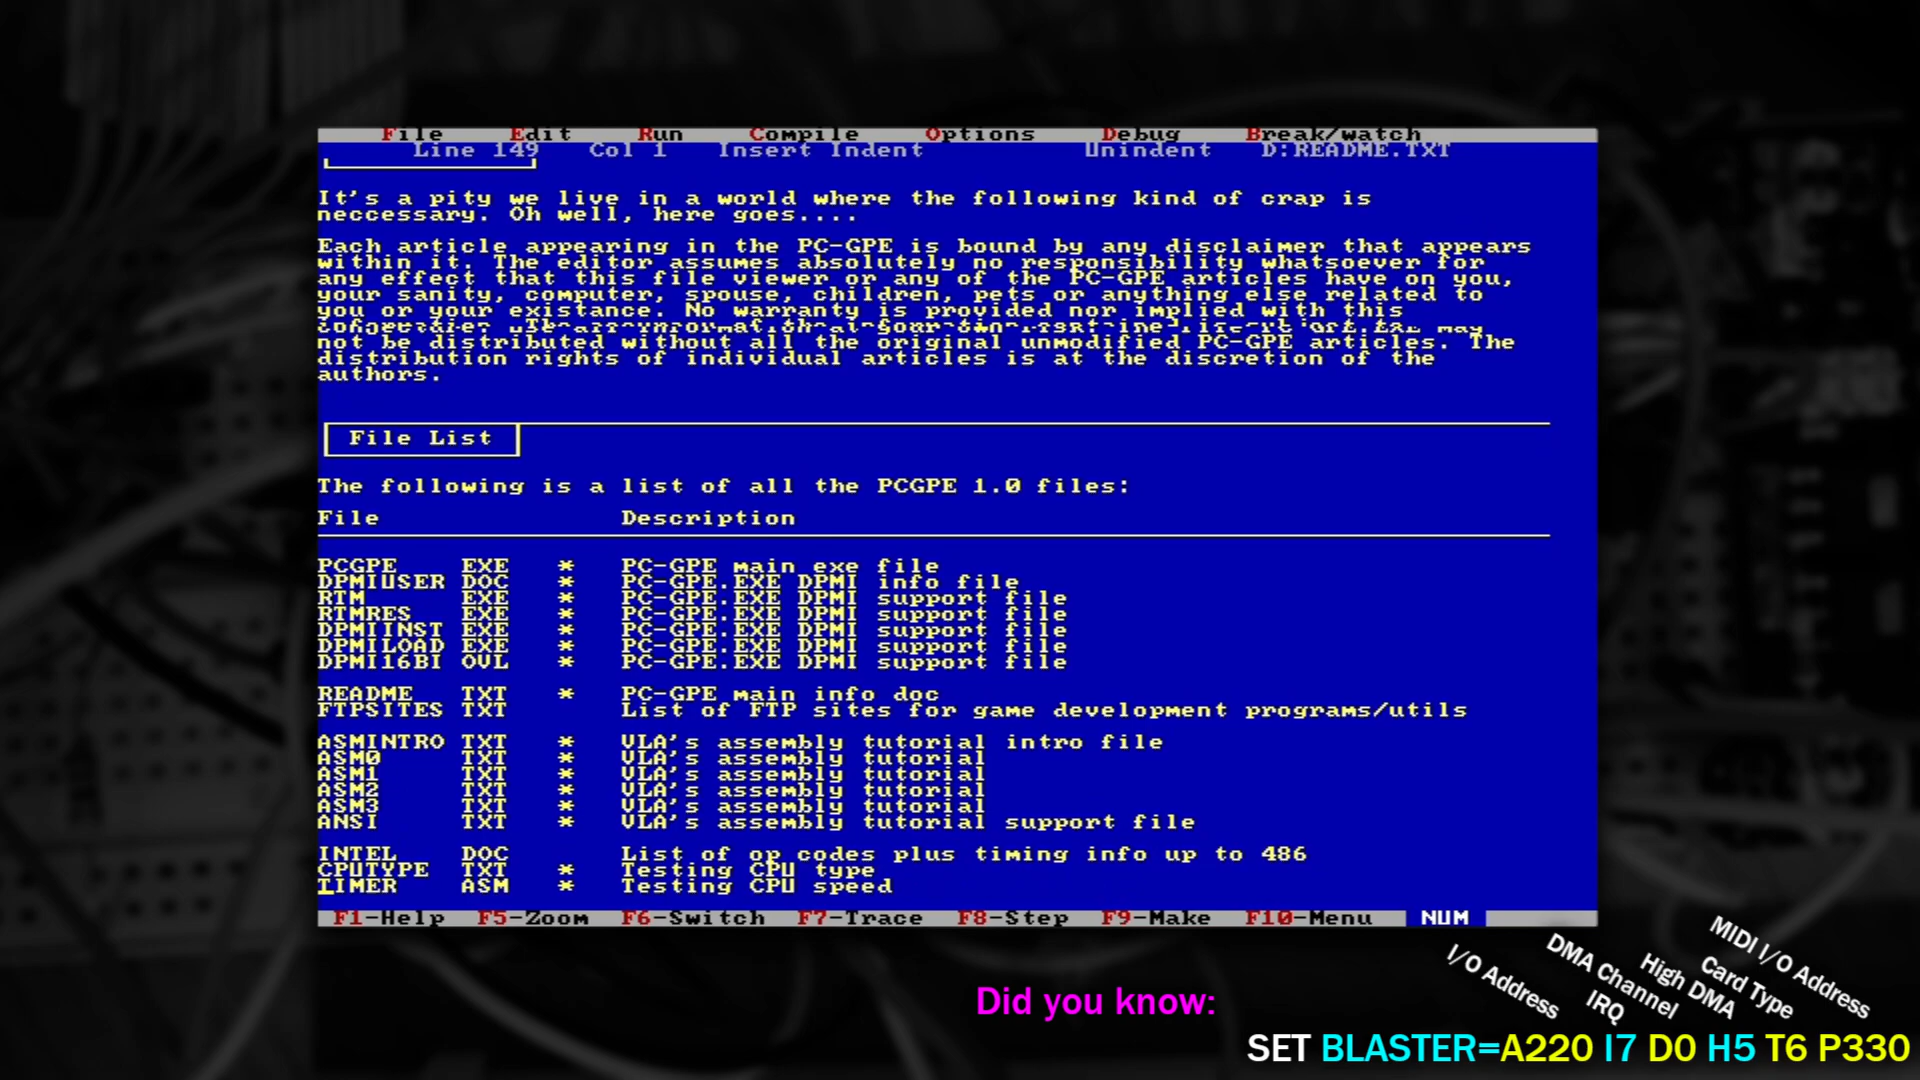 File Edit Run Compile Options Debug Break/watch
Line 149 Col 1 Insert Indent Unindent D:README.TXT
It's a pity we live in a world where the following kind of crap is
neccessary. Oh well, here goes....
Each article appearing in the PC-GPE is bound by any disclaimer that appears
within it. The editor assumes absolutely no responsibility whatsoever for
any effect that this file viewer or any of the PC-GPE articles have on you,
your sanity, computer, spouse, children, pets or anything else related to
you or your existance. No warranty is provided nor implied with this
may
not be distributed without all the original unmodified PC-GPE articles. The
distribution rights of individual articles is at the discretion of the
authors.
File List
The following is a list of all the PCGPE 1.0 files:
File Description
PCGPE EXE * PC-GPE main exe file
DPMIUSER DOC * PC-GPE.EXE DPMI info file
RTM EXE * PC-GPE.EXE DPMI support file
RTMRES EXE * PC-GPE.EXE DPMI support file
DPMIINST EXE * PC-GPE.EXE DPMI support file
DPMILOAD EXE * PC-GPE.EXE DPMI support file
DPMI16BI OVL * PC-GPE.EXE DPMI support file
README TXT * PC-GPE main info doc
FTPSITES TXT List of FTP sites for game development programs/utils
ASMINTRO TXT * VLA's assembly tutorial intro file
ASM0 TXT * VLA's assembly tutorial
ASM1 TXT * VLA's assembly tutorial
ASM2 TXT * VLA's assembly tutorial
ASM3 TXT * VLA's assembly tutorial
ANSI TXT * VLA's assembly tutorial support file
INTEL DOC List of op codes plus timing info up to 486
CPUTYPE TXT * Testing CPU type
TIMER ASM * Testing CPU speed
F1-Help F5-Zoom F6-Switch F7-Trace F8-Step F9-Make F10-Menu NUM
Did you know:
I/O Address
IRQ
DMA Channel
High DMA
Card Type
MIDI I/O Address
SET BLASTER=A220 I7 D0 H5 T6 P330